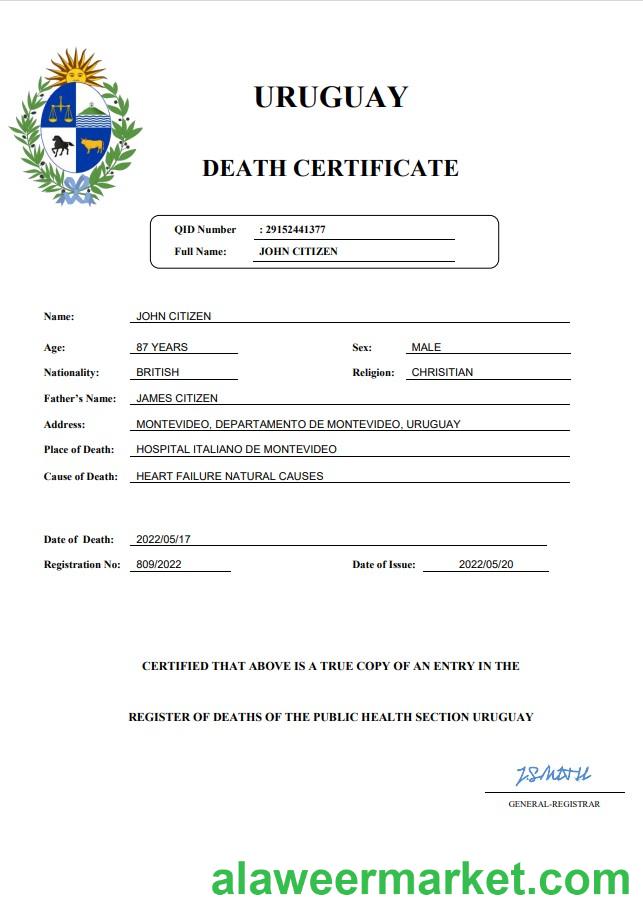 URUGUAY
DEATH CERTIFICATE
QID Number : 29152441377
Full Name: JOHN CITIZEN
Name: JOHN CITIZEN
Age: 87 YEARS Sex: MALE
Nationality: BRITISH Religion: CHRISITIAN
Father's Name: JAMES CITIZEN
Address: MONTEVIDEO, DEPARTAMENTO DE MONTEVIDEO, URUGUAY
Place of Death: HOSPITAL ITALIANO DE MONTEVIDEO
Cause of Death: HEART FAILURE NATURAL CAUSES
Date of Death: 2022/05/17
Registration No: 809/2022 Date of Issue: 2022/05/20
CERTIFIED THAT ABOVE IS A TRUE COPY OF AN ENTRY IN THE
REGISTER OF DEATHS OF THE PUBLIC HEALTH SECTION URUGUAY
GENERAL-REGISTRAR
alaweermarket.com